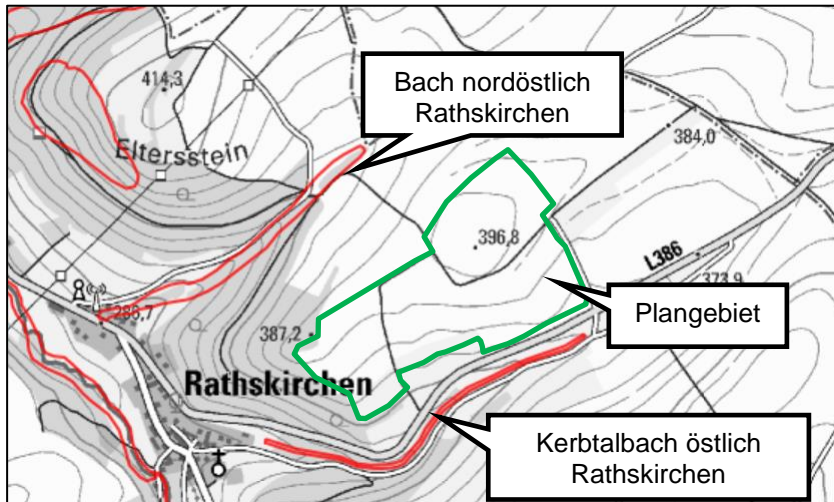 414,3
Bach nordöstlich
Rathskirchen
Eltersstein
384,0
396,8
L386
373,9
Plangebiet
286,7
387,2
Rathskirchen
Kerbtalbach östlich
Rathskirchen